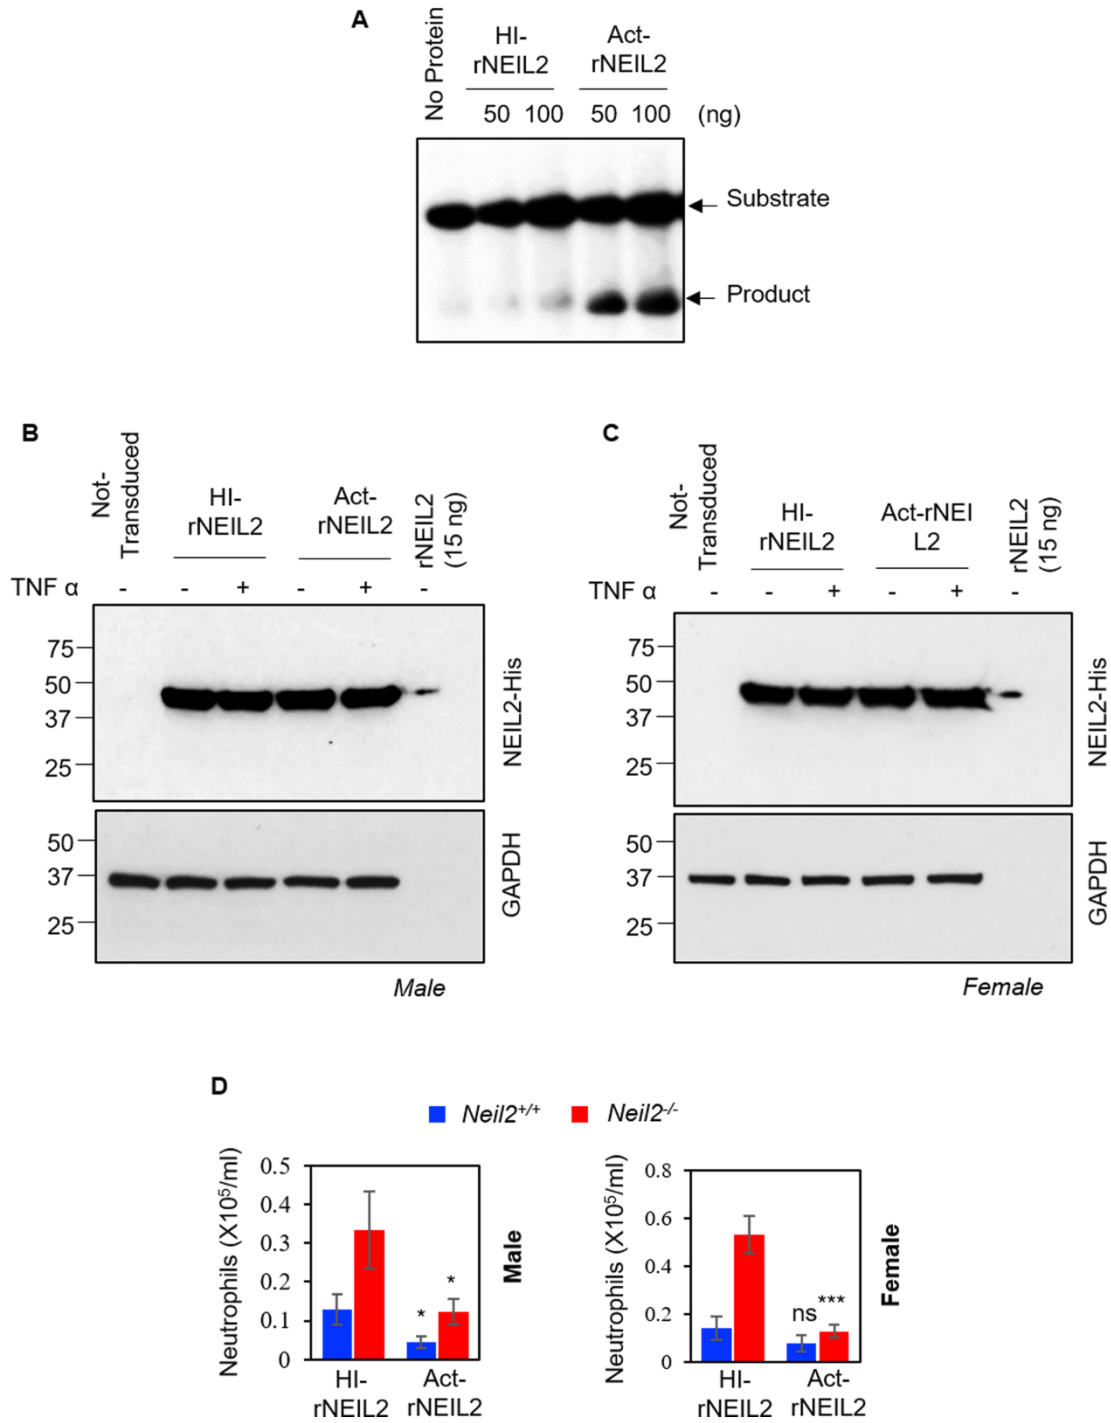 A
No Protein
HI-
rNEIL2
Act-
rNEIL2
50 100 50 100 (ng)
Substrate
Product
B
Not-
Transduced
HI-
rNEIL2
Act-
rNEIL2
rNEIL2
(15 ng)
TNF α - - + - + -
75
50
37
25
NEIL2-His
50
37
25
GAPDH
Male
C
Not-
Transduced
HI-
rNEIL2
Act-rNEI
L2
rNEIL2
(15 ng)
TNF α - - + - + -
75
50
37
25
NEIL2-His
50
37
25
GAPDH
Female
D
Neil2+/+ Neil2-/-
Neutrophils (X10⁵/ml)
0.5
0.4
0.3
0.2
0.1
0
* *
HI-
rNEIL2
Act-
rNEIL2
Male
Neutrophils (X10⁵/ml)
0.8
0.6
0.4
0.2
0
ns ***
HI-
rNEIL2
Act-
rNEIL2
Female